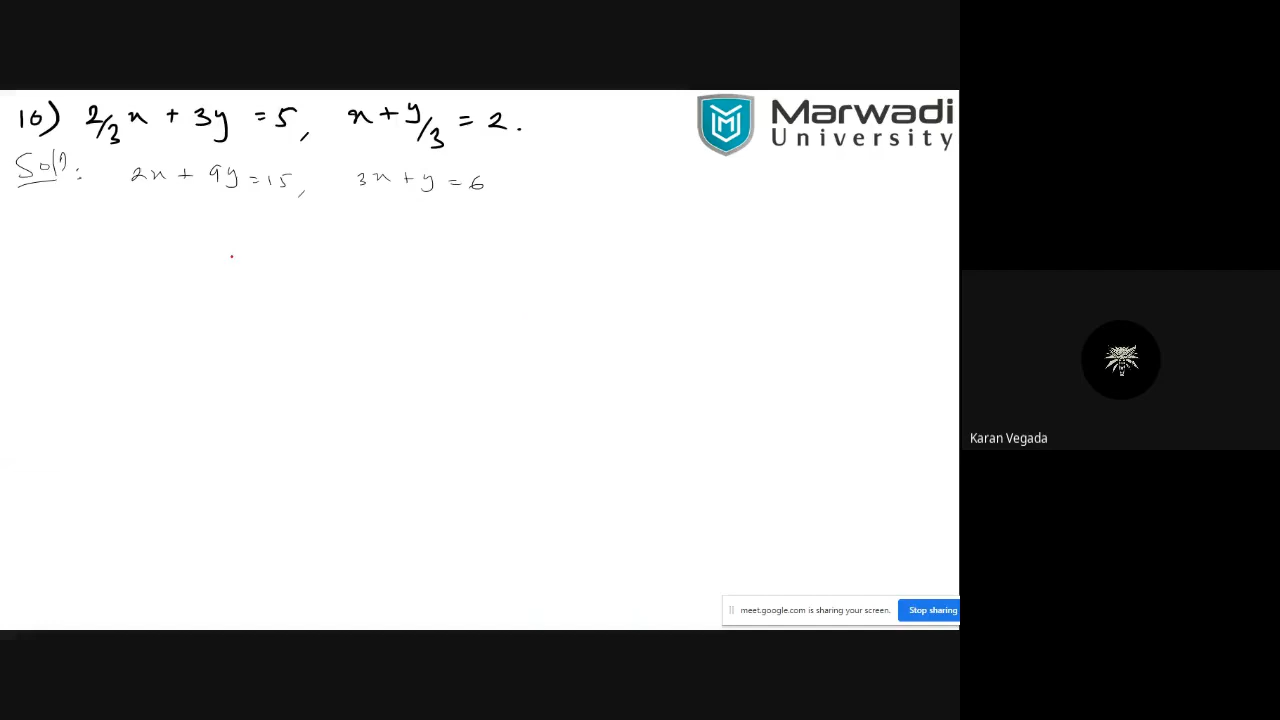 10) 2/3x + 3y = 5, x + y/3 = 2.
Marwadi
University
Solⁿ: 2x + 9y = 15, 3x + y = 6
Karan Vegada
meet.google.com is sharing your screen. Stop sharing